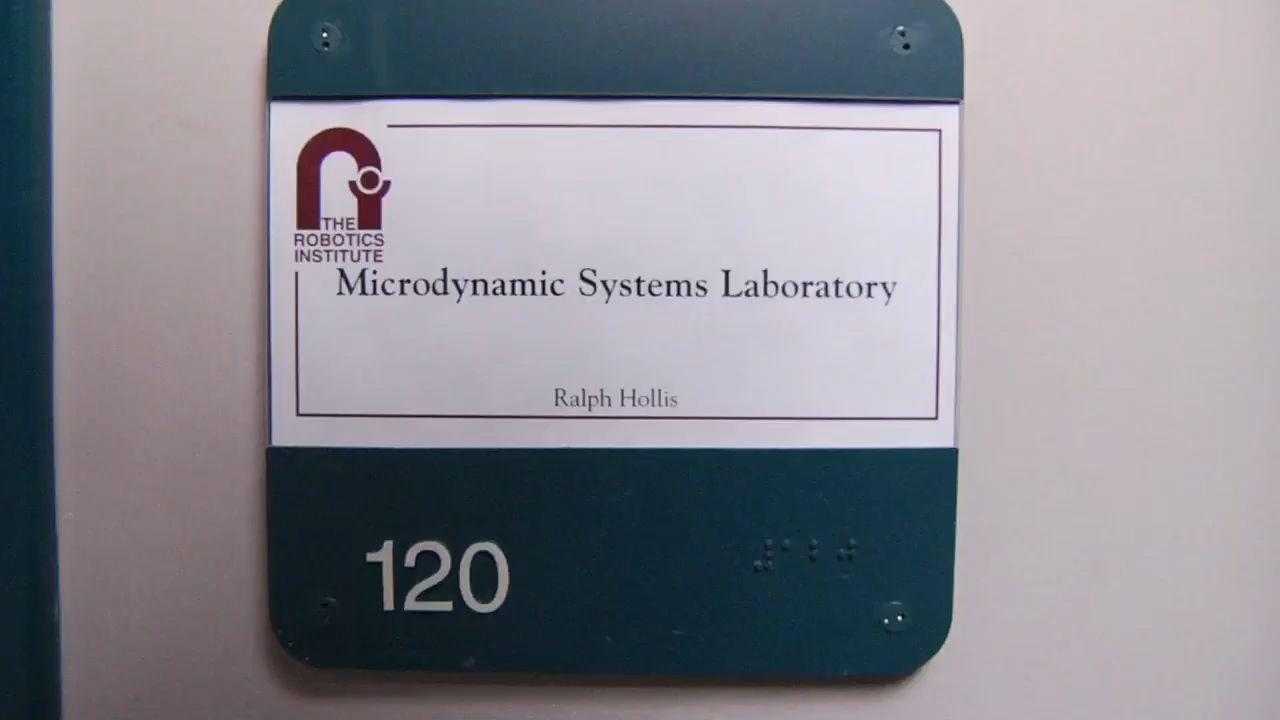 THE
ROBOTICS
INSTITUTE
Microdynamic Systems Laboratory
Ralph Hollis
120
⠼⠁⠃⠚